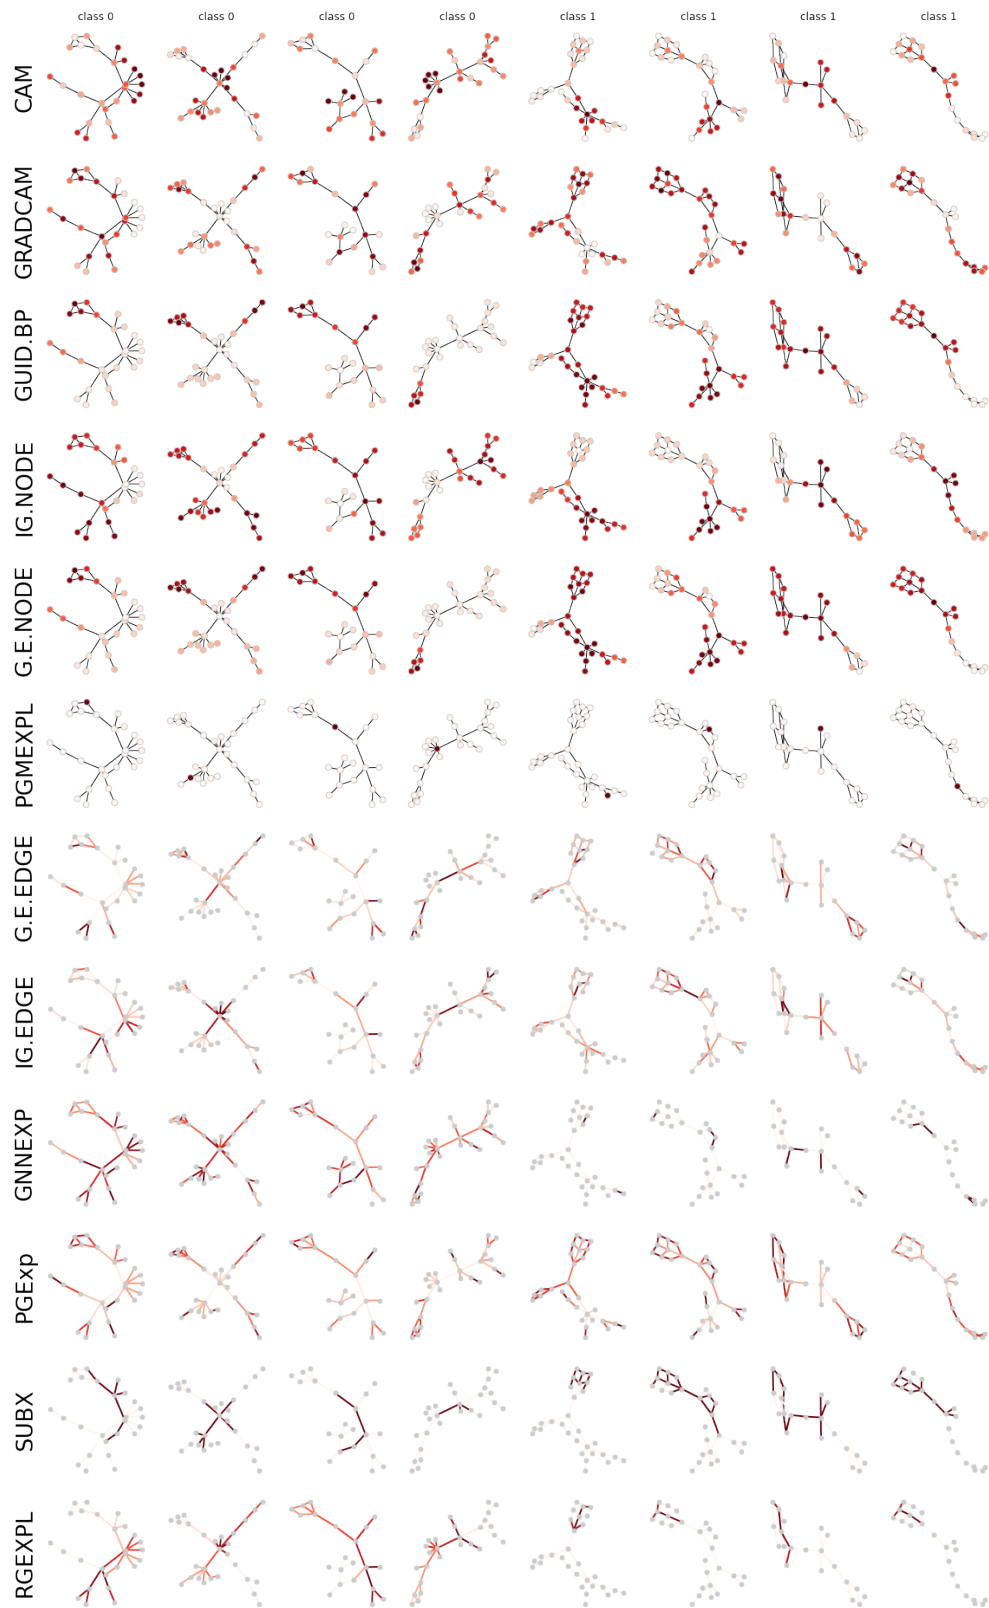 class 0 class 0 class 0 class 0 class 1 class 1 class 1 class 1
CAM
GRADCAM
GUID.BP
IG.NODE
G.E.NODE
PGMEXPL
G.E.EDGE
IG.EDGE
GNNEXP
PGExp
SUBX
RGEXPL